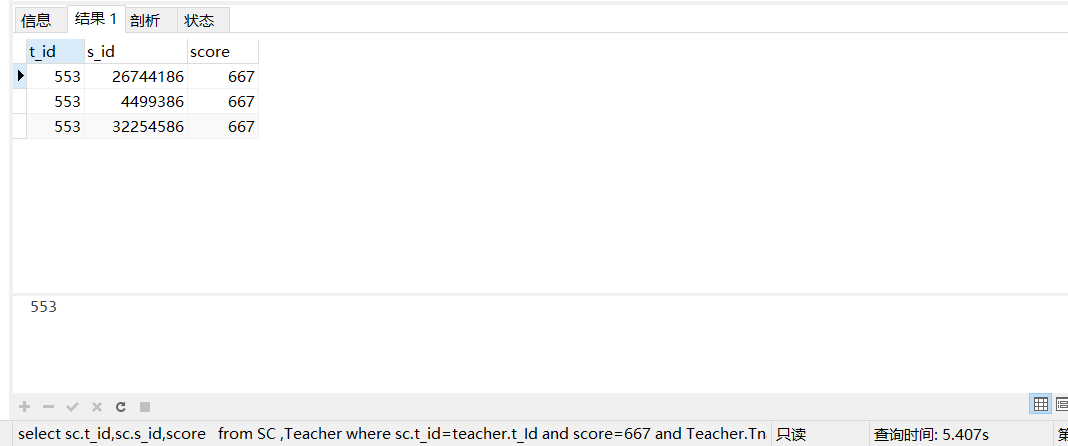 信息 结果 1 剖析 状态
t_id s_id score
553 26744186 667
553 4499386 667
553 32254586 667
553
select sc.t_id,sc.s_id,score from SC ,Teacher where sc.t_id=teacher.t_Id and score=667 and Teacher.Tn 只读 查询时间: 5.407s 第